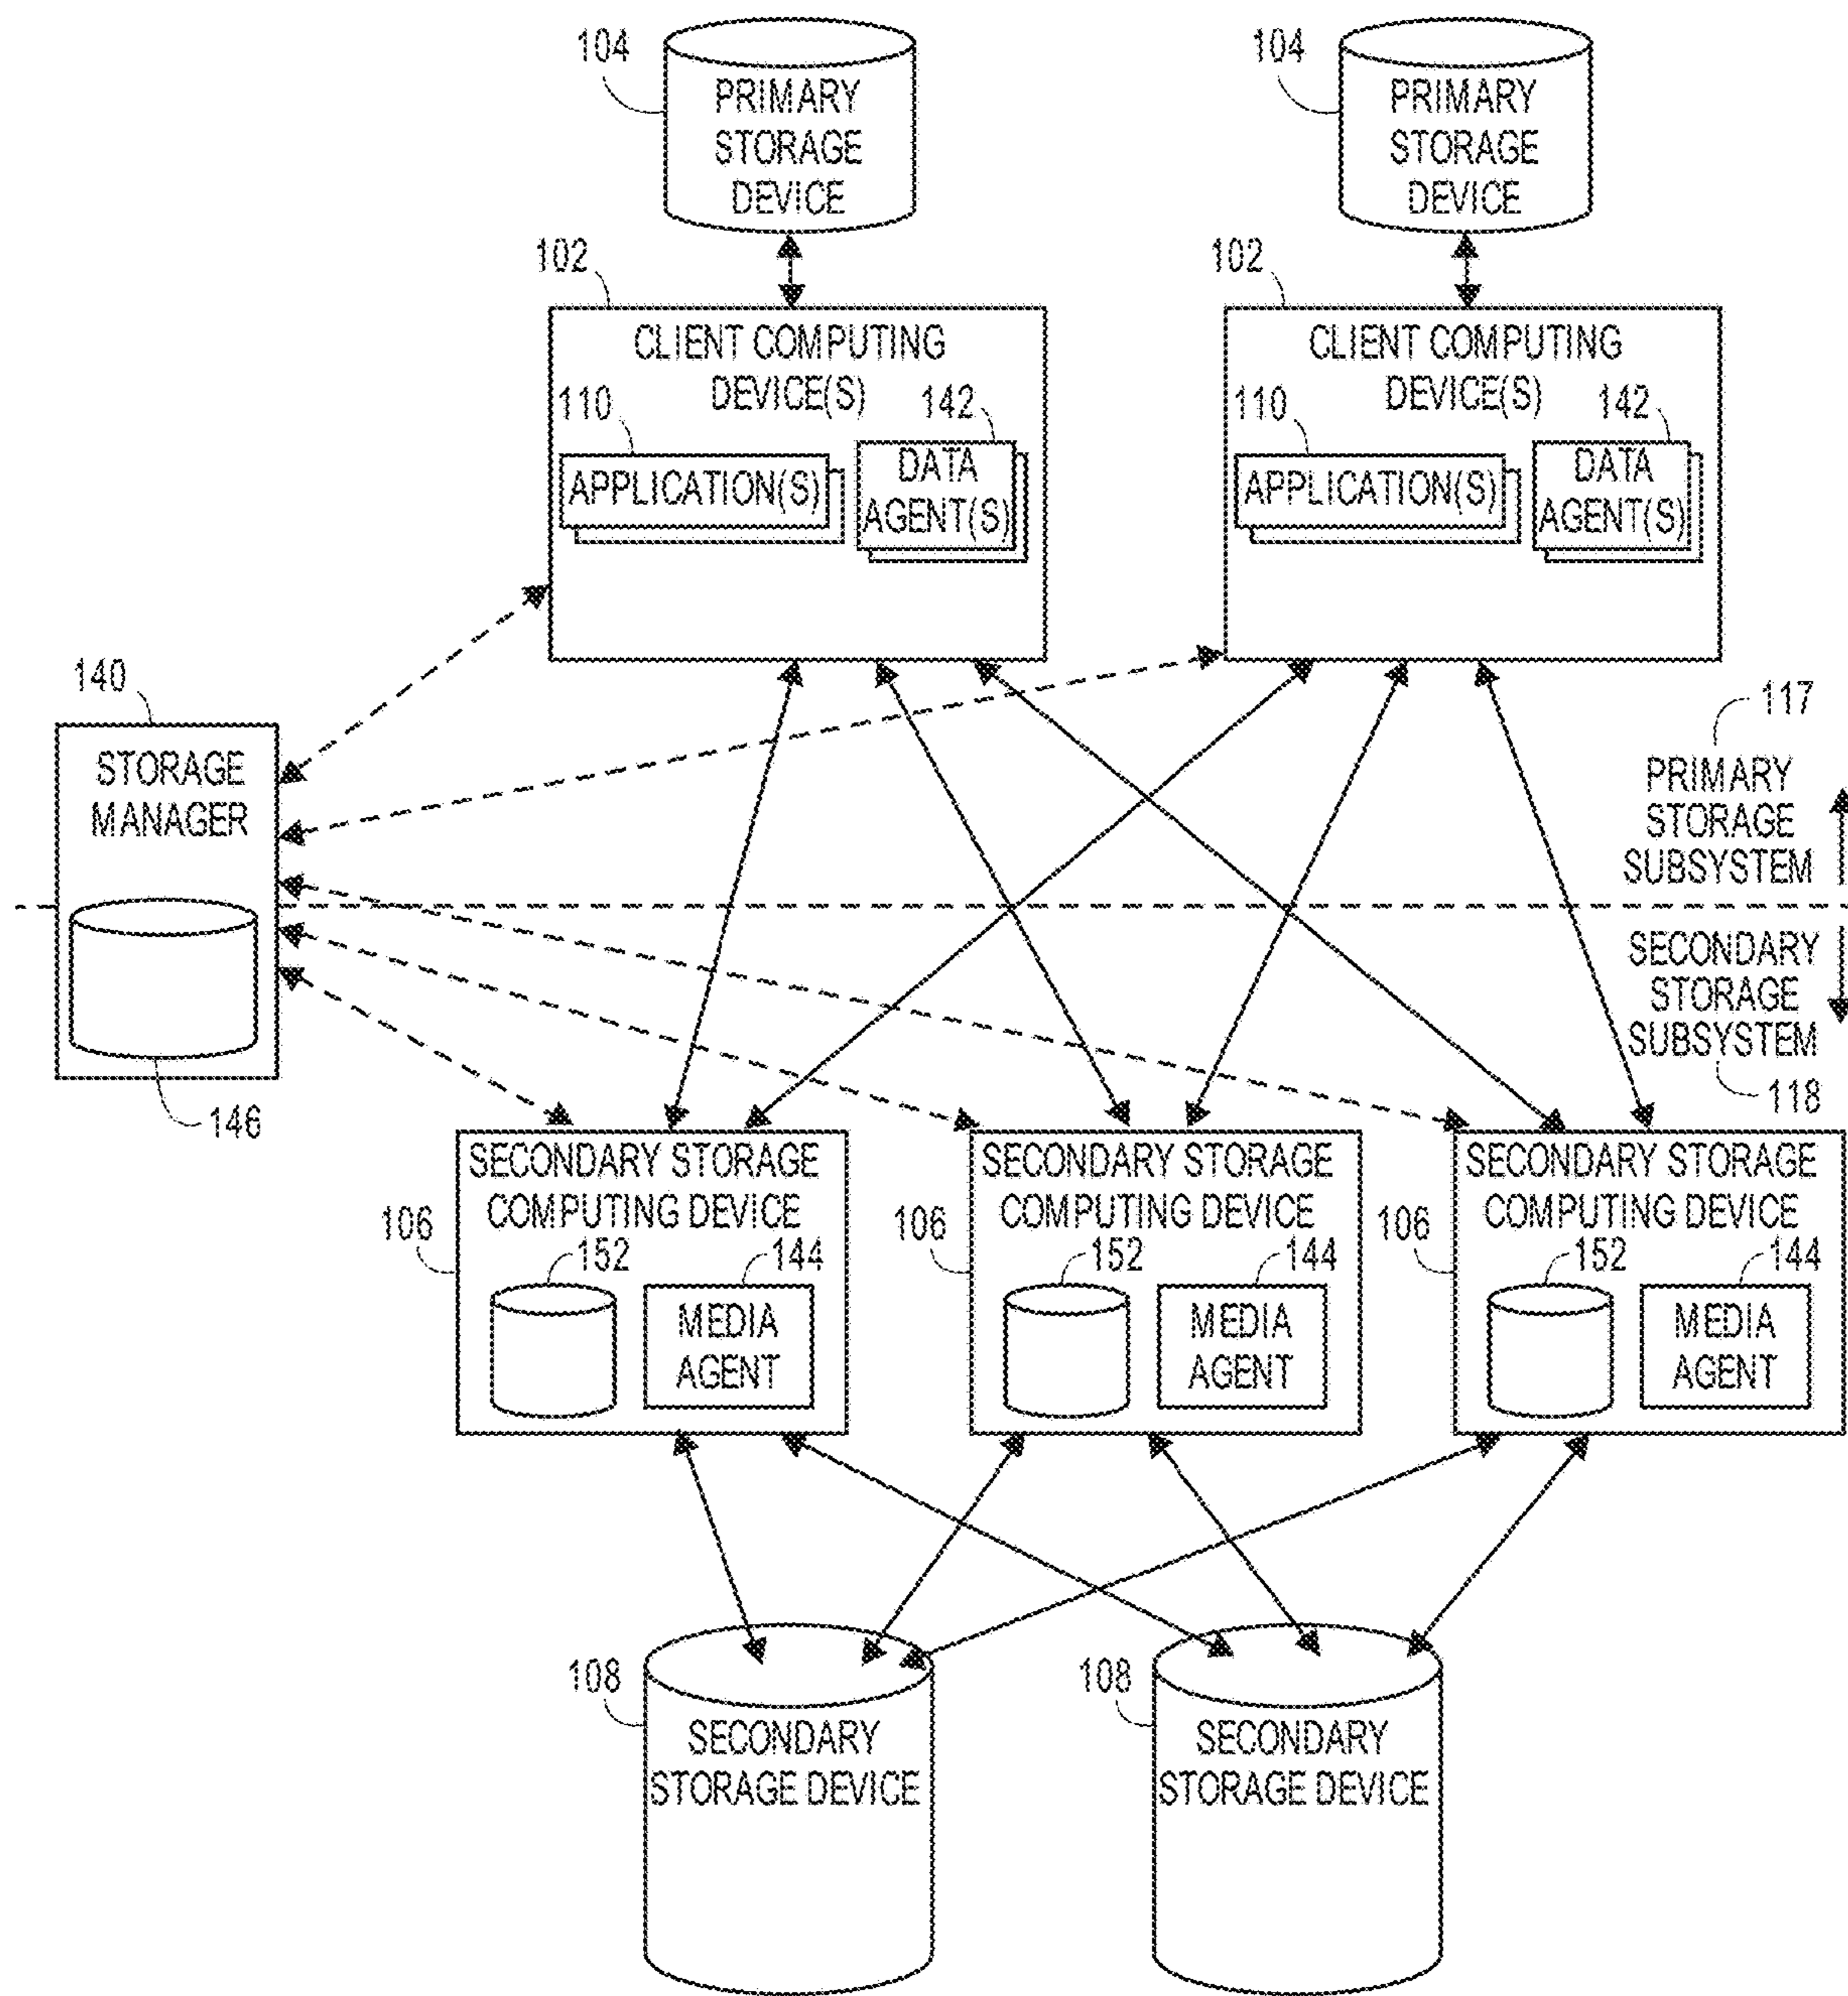 104
PRIMARY
STORAGE
DEVICE
104
PRIMARY
STORAGE
DEVICE
102
CLIENT COMPUTING
DEVICE(S)
110
142
APPLICATION(S)
DATA
AGENT(S)
102
CLIENT COMPUTING
DEVICE(S)
110
142
APPLICATION(S)
DATA
AGENT(S)
140
STORAGE
MANAGER
146
117
PRIMARY
STORAGE
SUBSYSTEM
SECONDARY
STORAGE
SUBSYSTEM
118
106
SECONDARY STORAGE
COMPUTING DEVICE
152
144
MEDIA
AGENT
106
SECONDARY STORAGE
COMPUTING DEVICE
152
144
MEDIA
AGENT
106
SECONDARY STORAGE
COMPUTING DEVICE
152
144
MEDIA
AGENT
108
SECONDARY
STORAGE DEVICE
108
SECONDARY
STORAGE DEVICE